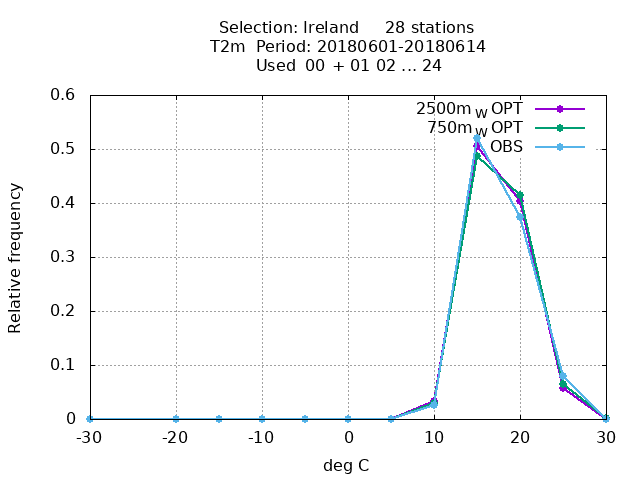 Selection: Ireland     28 stations
T2m  Period: 20180601-20180614
Used  00  + 01 02 ... 24
0.6
2500m W OPT
750m W OPT
OBS
0.5
0.4
0.3
0.2
0.1
0
Relative frequency
-30 -20 -10 0 10 20 30
deg C